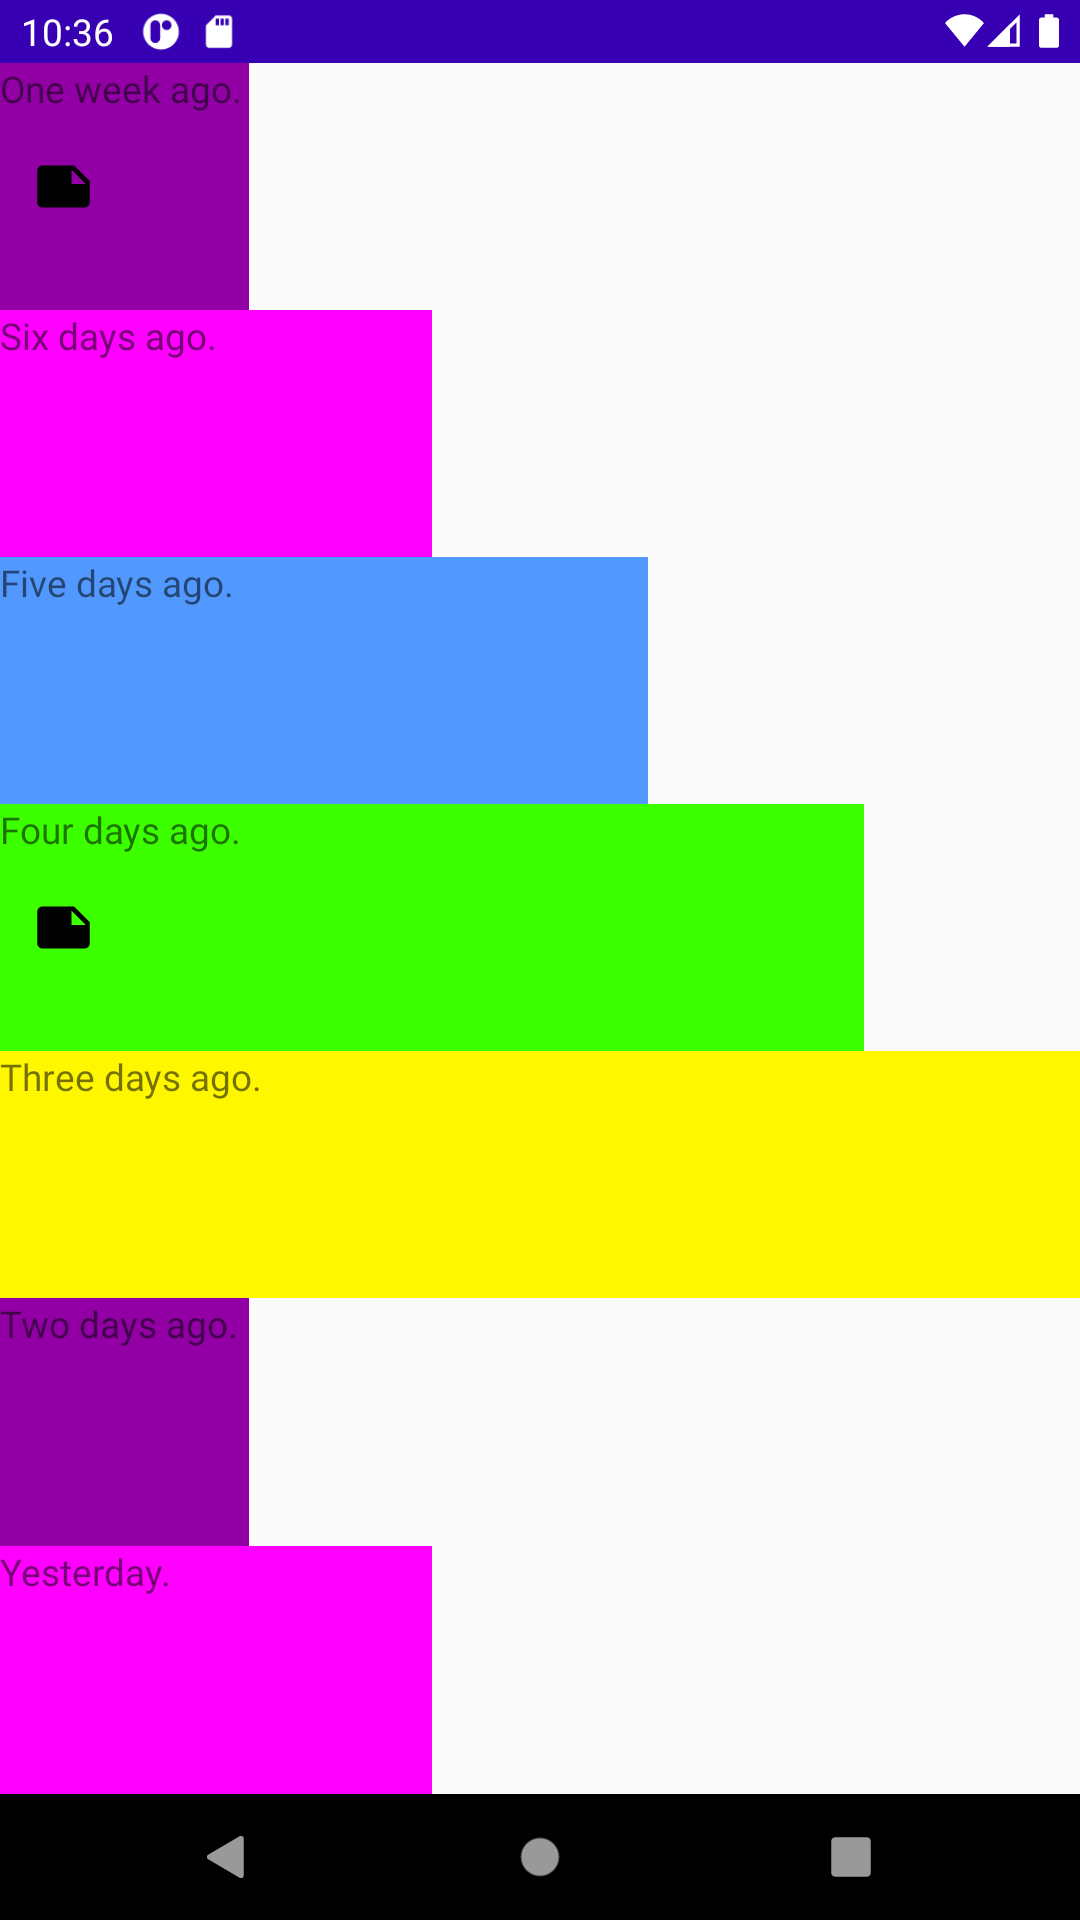 10:36
One week ago.
Six days ago.
Five days ago.
Four days ago.
Three days ago.
Two days ago.
Yesterday.